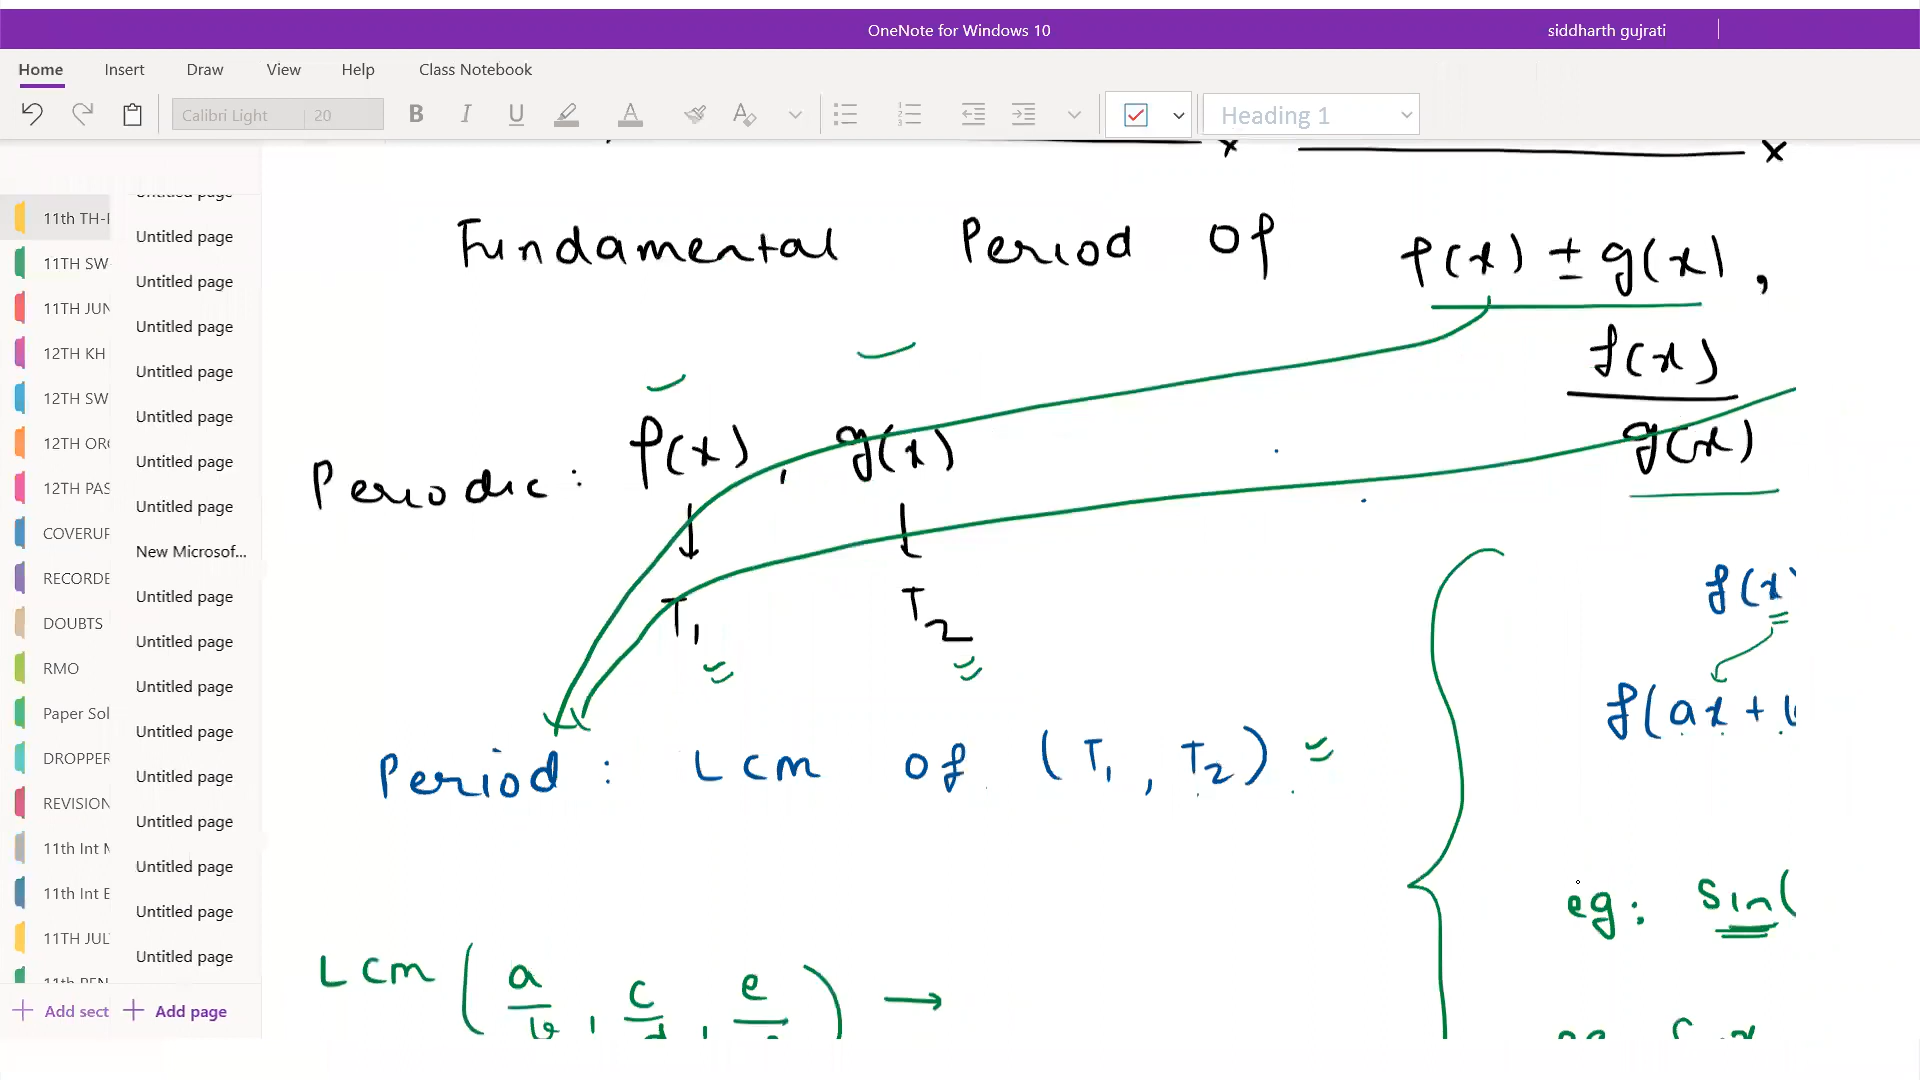 OneNote for Windows 10
siddharth gujrati
Home Insert Draw View Help Class Notebook
Calibri Light 20
B I U A
Heading 1
11th TH-I
11TH SW
11TH JUN
12TH KH
12TH SW
12TH OR
12TH PAS
COVERUP
RECORDE
DOUBTS
RMO
Paper Sol
DROPPER
REVISION
11th Int M
11th Int E
11TH JUL
Add sect
Untitled page
Untitled page
Untitled page
Untitled page
Untitled page
Untitled page
Untitled page
Untitled page
New Microsof...
Untitled page
Untitled page
Untitled page
Untitled page
Untitled page
Untitled page
Untitled page
Untitled page
Untitled page
Add page
x x
Fundamental Period Of f(x) ± g(x),
f(x)
g(x)
Periodic : f(x), g(x)
T1 T2
f(x)
f(ax +
Period : LCM Of (T1, T2)
eg: Sin(
LCM (a/b, c/d, e/